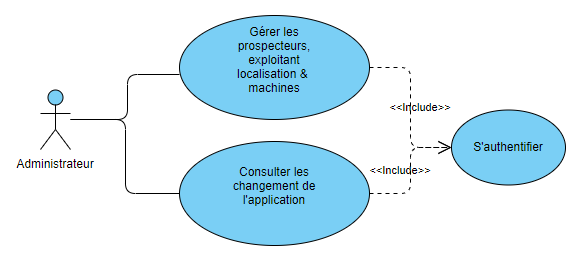 Gérer les
prospecteurs,
exploitant
localisation &
machines
<<Include>>
Administrateur
S'authentifier
Consulter les
changement de
l'application
<<Include>>